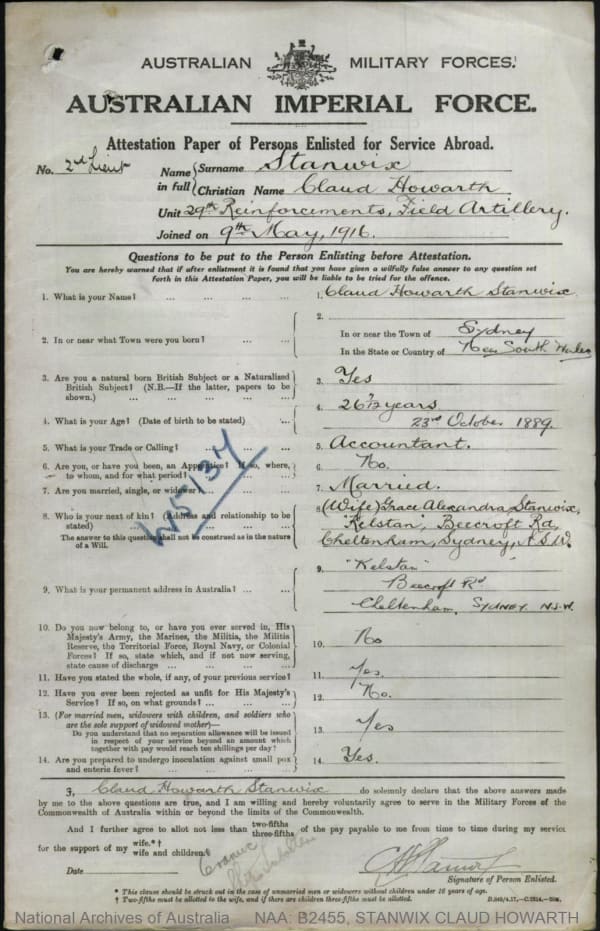 AUSTRALIAN MILITARY FORCES.
AUSTRALIAN IMPERIAL FORCE.
Attestation Paper of Persons Enlisted for Service Abroad.
No. 2nd Lieut
Name in full { Surname Stanwix
Christian Name Claud Howarth
Unit 29th Reinforcements, Field Artillery.
Joined on 9th May, 1916.
Questions to be put to the Person Enlisting before Attestation.
You are hereby warned that if after enlistment it is found that you have given a wilfully false answer to any question set
forth in this Attestation Paper, you will be liable to be tried for the offence.
1. What is your Name? ... ... ... ... 1. Claud Howarth Stanwix
2. In or near what Town were you born? ... ... 2. In or near the Town of Sydney
In the State or Country of New South Wales
3. Are you a natural born British Subject or a Naturalized
British Subject? (N.B.—If the latter, papers to be
shown.) ... ... ... ... 3. Yes
4. What is your Age? (Date of birth to be stated) ... 4. 26 7/12 years
23rd October 1889.
5. What is your Trade or Calling? ... ... ... 5. Accountant.
6. Are you, or have you been, an Apprentice? If so, where,
to whom, and for what period? ... ... 6. No.
7. Are you married, single, or widower? ... ... 7. Married.
8. Who is your next of kin? (Address and relationship to be
stated)
The answer to this question shall not be construed as in the nature
of a Will.
8. (Wife) Grace Alexandra Stanwix,
"Kelstan", Beecroft Rd,
Cheltenham, Sydney, N.S.W.
W5137
9. What is your permanent address in Australia? ... ... 9. "Kelstan"
Beecroft Rd
Cheltenham, SYDNEY N.S.W.
10. Do you now belong to, or have you ever served in, His
Majesty's Army, the Marines, the Militia, the Militia
Reserve, the Territorial Force, Royal Navy, or Colonial
Forces? If so, state which, and if not now serving,
state cause of discharge ... ... ... 10. No
11. Have you stated the whole, if any, of your previous service? 11. Yes.
12. Have you ever been rejected as unfit for His Majesty's
Service? If so, on what grounds? ... ... 12. No.
13. (For married men, widowers with children, and soldiers who
are the sole support of widowed mother)—
Do you understand that no separation allowance will be issued
in respect of your service beyond an amount which
together with pay would reach ten shillings per day? ... 13. Yes
14. Are you prepared to undergo inoculation against small pox
and enteric fever? ... ... ... ... 14. Yes.
I, Claud Howarth Stanwix do solemnly declare that the above answers made
by me to the above questions are true, and I am willing and hereby voluntarily agree to serve in the Military Forces of the
Commonwealth of Australia within or beyond the limits of the Commonwealth.
And I further agree to allot not less than two-fifths
three-fifths of the pay payable to me from time to time during my service
for the support of my wife.*†
wife and children.
Date
Signature of Person Enlisted.
* This clause should be struck out in the case of unmarried men or widowers without children under 16 years of age.
† Two-fifths must be allotted to the wife, and if there are children three-fifths must be allotted.
National Archives of Australia NAA: B2455, STANWIX CLAUD HOWARTH